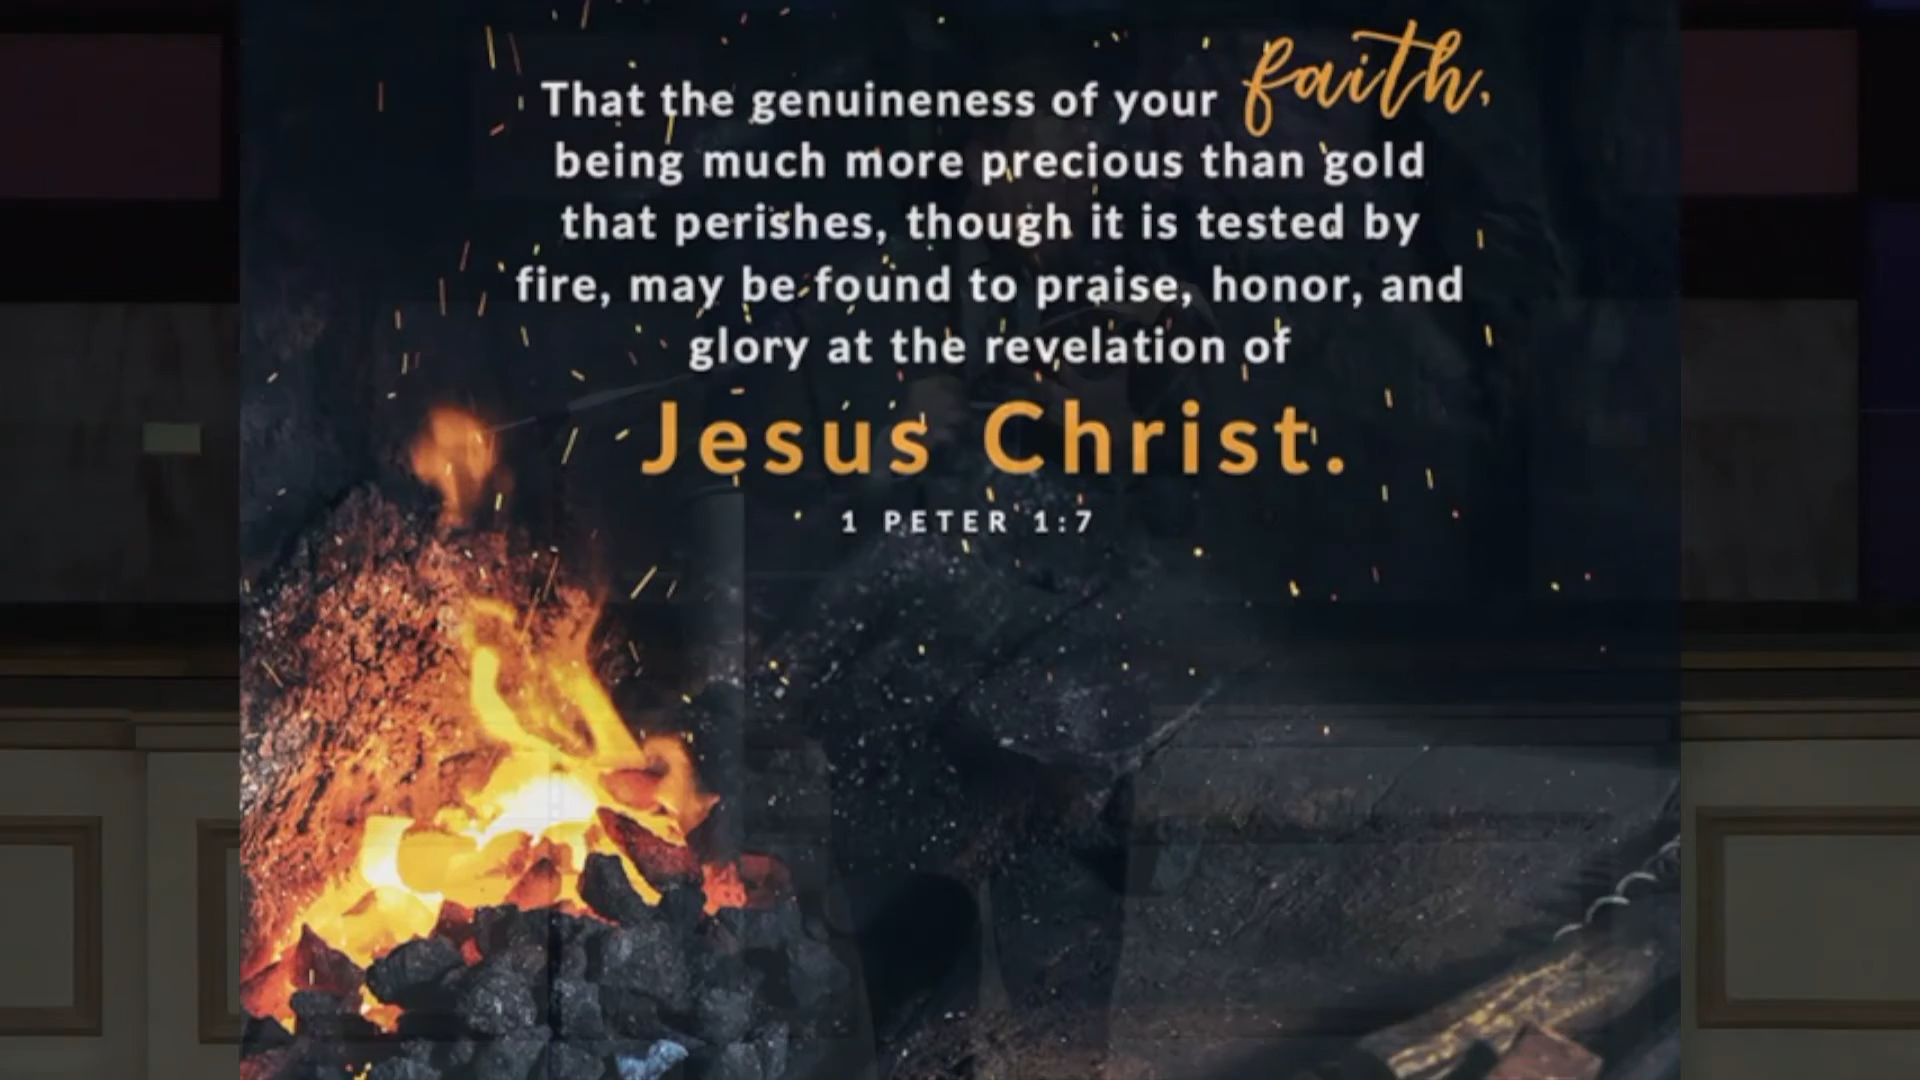 That the genuineness of your faith,
being much more precious than gold
that perishes, though it is tested by
fire, may be found to praise, honor, and
glory at the revelation of
Jesus Christ.
1 PETER 1:7